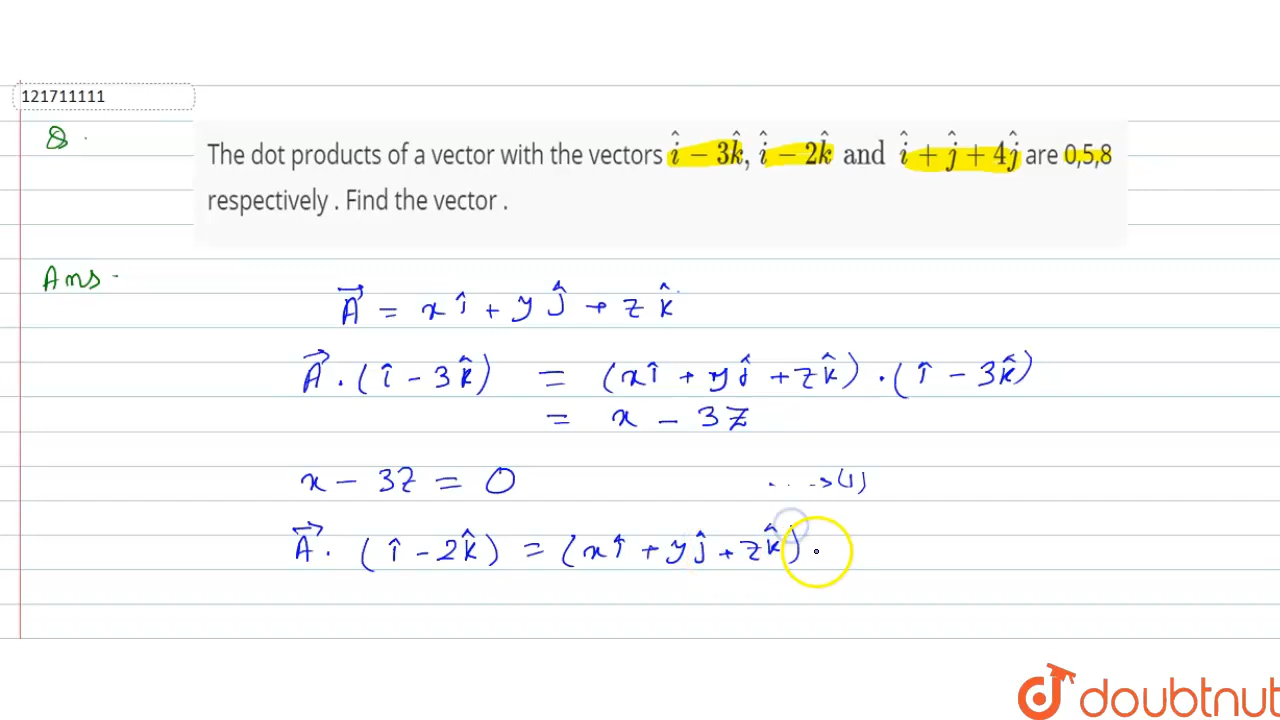 121711111
Q.
The dot products of a vector with the vectors î − 3k̂, î − 2k̂ and î + ĵ + 4ĵ are 0,5,8
respectively . Find the vector .
Ans -
A⃗ = xî + yĵ + zk̂
A⃗ . (î − 3k̂) = (xî + yĵ + zk̂) . (î − 3k̂)
= x − 3z
x − 3z = 0 ...→(1)
A⃗ . (î − 2k̂) = (xî + yĵ + zk̂) .
doubtnut